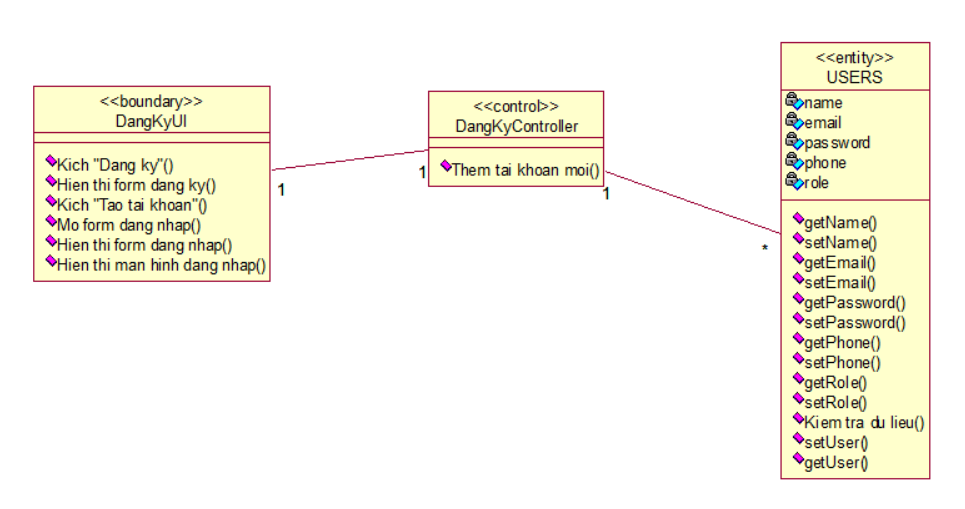 <<boundary>>
DangKyUI
Kich "Dang ky"()
Hien thi form dang ky()
Kich "Tao tai khoan"()
Mo form dang nhap()
Hien thi form dang nhap()
Hien thi man hinh dang nhap()
1
1
<<control>>
DangKyController
Them tai khoan moi()
1
*
<<entity>>
USERS
name
email
password
phone
role
getName()
setName()
getEmail()
setEmail()
getPassword()
setPassword()
getPhone()
setPhone()
getRole()
setRole()
Kiem tra du lieu()
setUser()
getUser()